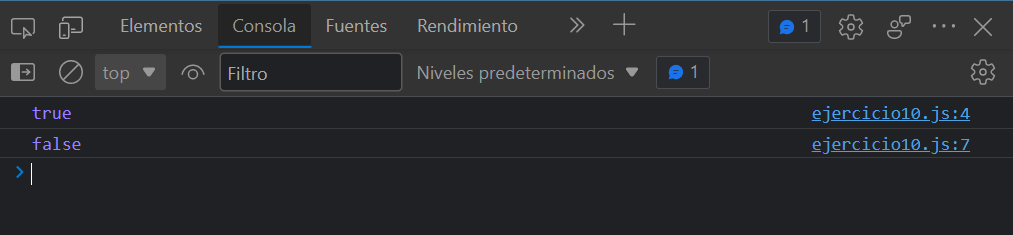 Elementos Consola Fuentes Rendimiento 1
top Filtro Niveles predeterminados 1
true ejercicio10.js:4
false ejercicio10.js:7